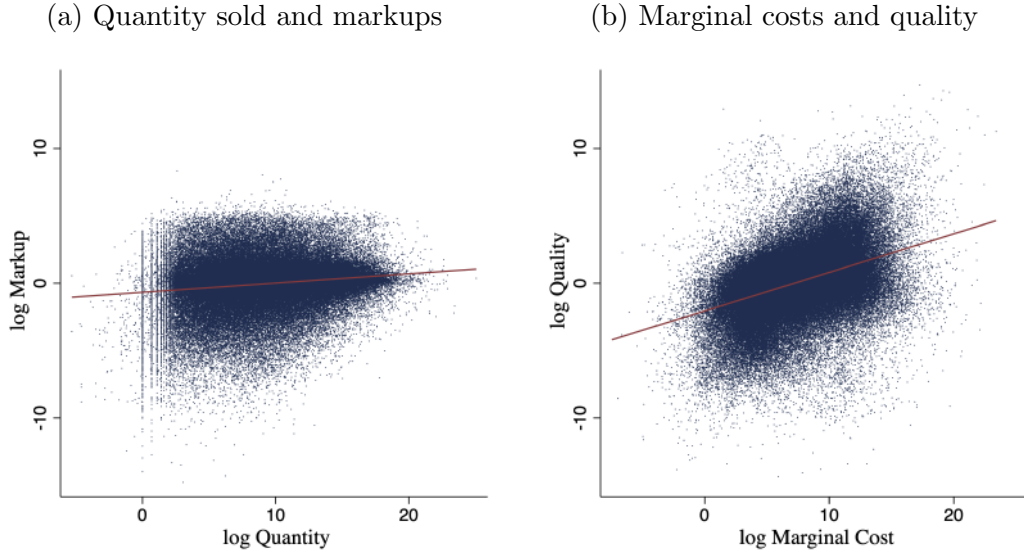 (a) Quantity sold and markups
log Markup
10
0
-10
0 10 20
log Quantity
(b) Marginal costs and quality
log Quality
10
0
-10
0 10 20
log Marginal Cost